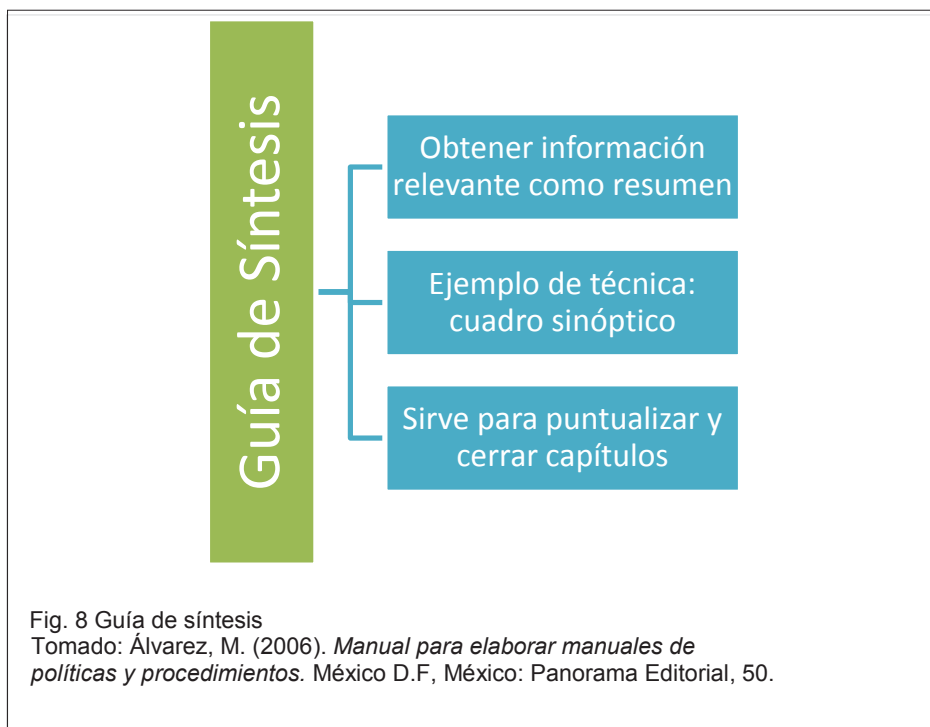 Guía de Síntesis
Obtener información
relevante como resumen
Ejemplo de técnica:
cuadro sinóptico
Sirve para puntualizar y
cerrar capítulos
Fig. 8 Guía de síntesis
Tomado: Álvarez, M. (2006). Manual para elaborar manuales de
políticas y procedimientos. México D.F, México: Panorama Editorial, 50.